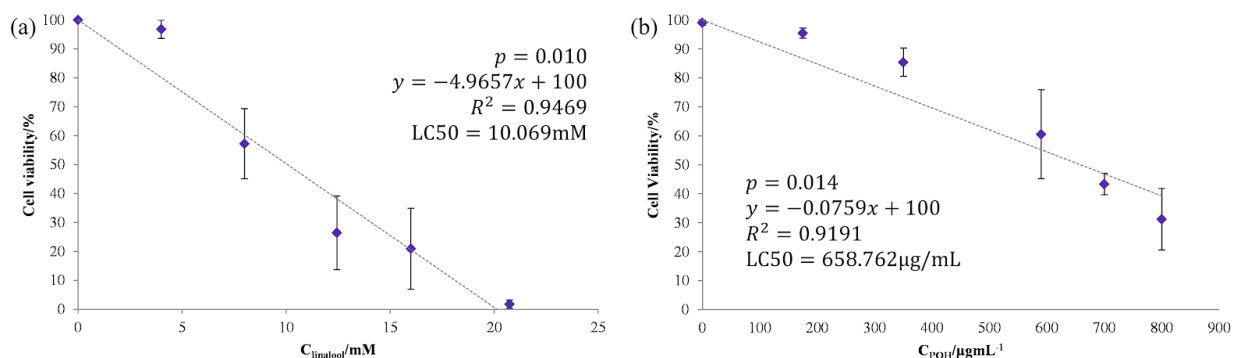 (a)
100
90
80
70
60
50
40
30
20
10
0
Cell viability/%
p = 0.010
y = −4.9657x + 100
R² = 0.9469
LC50 = 10.069mM
0 5 10 15 20 25
C_linalool/mM
(b)
100
90
80
70
60
50
40
30
20
10
0
Cell Viability/%
p = 0.014
y = −0.0759x + 100
R² = 0.9191
LC50 = 658.762μg/mL
0 100 200 300 400 500 600 700 800 900
C_POH/µgmL⁻¹